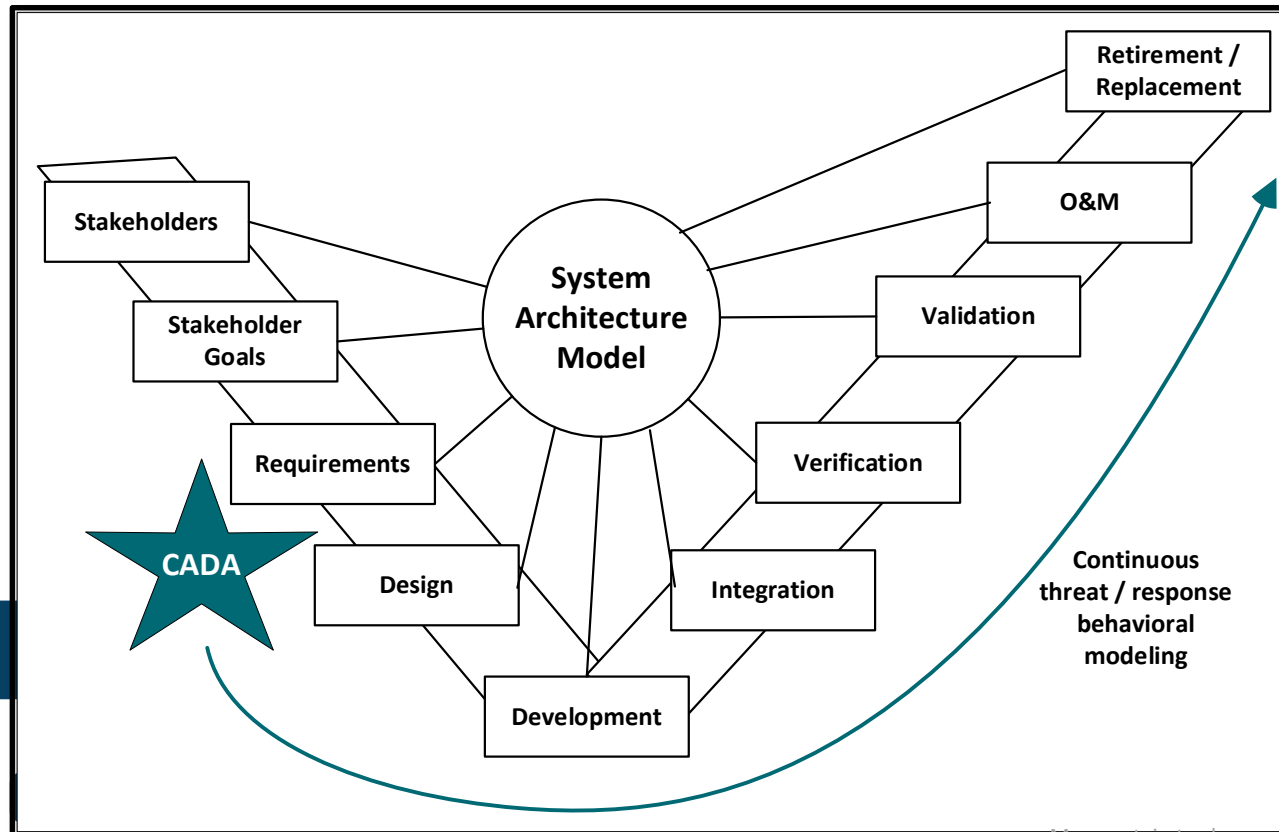 Retirement /
Replacement
Stakeholders
O&M
System
Architecture
Model
Stakeholder
Goals
Validation
Requirements
Verification
CADA
Design
Integration
Continuous
threat / response
behavioral
modeling
Development